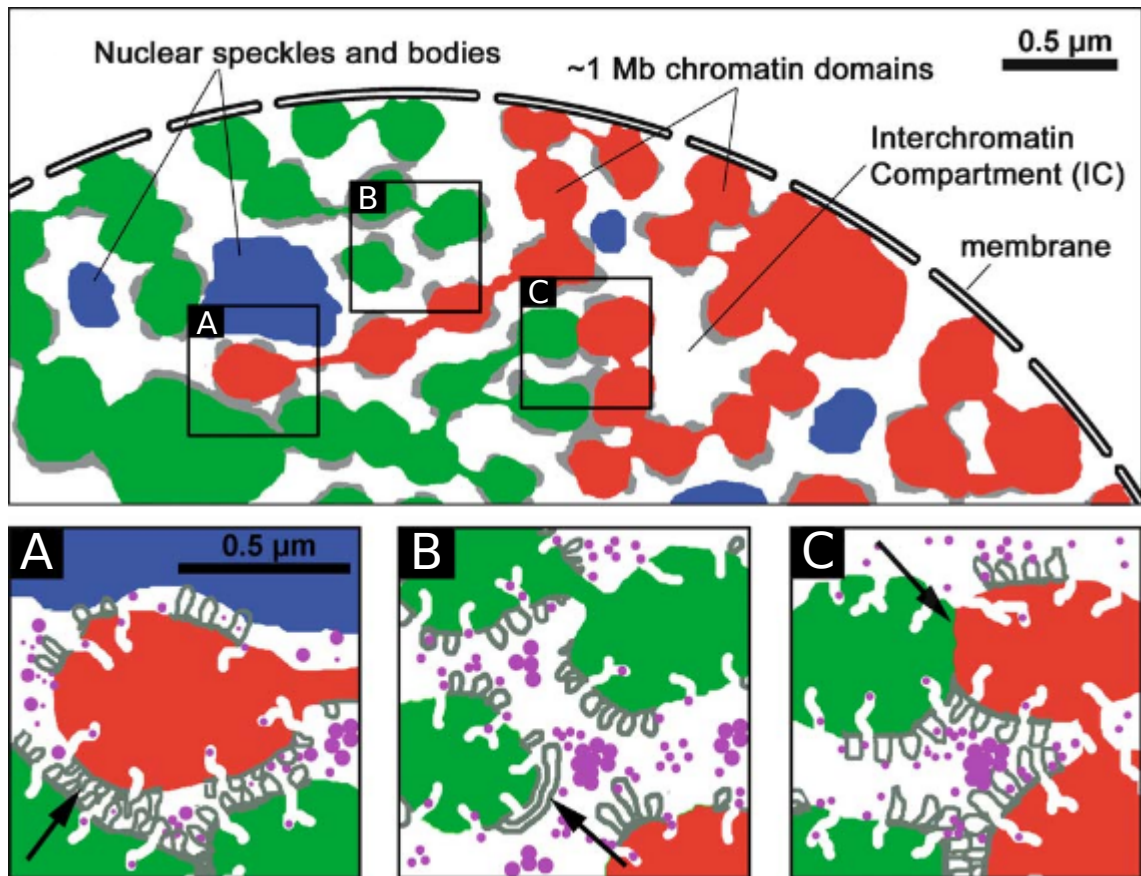 Nuclear speckles and bodies
~1 Mb chromatin domains
0.5 µm
Interchromatin
Compartment (IC)
membrane
B
C
A
A
0.5 µm
B
C